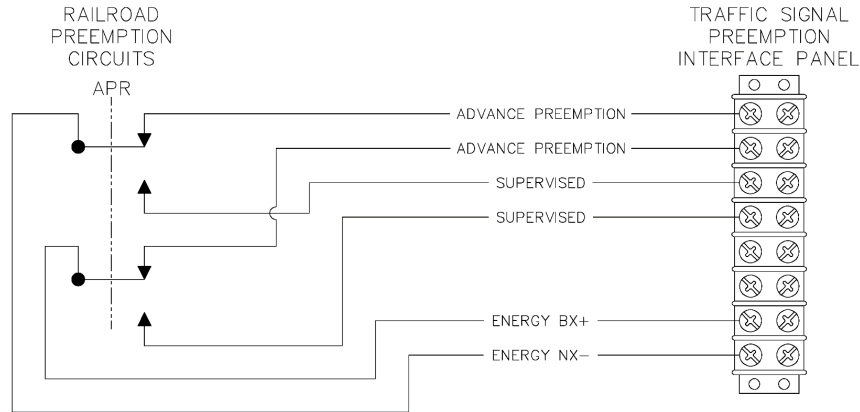 RAILROAD
PREEMPTION
CIRCUITS
APR
TRAFFIC SIGNAL
PREEMPTION
INTERFACE PANEL
ADVANCE PREEMPTION
ADVANCE PREEMPTION
SUPERVISED
SUPERVISED
ENERGY BX+
ENERGY NX-